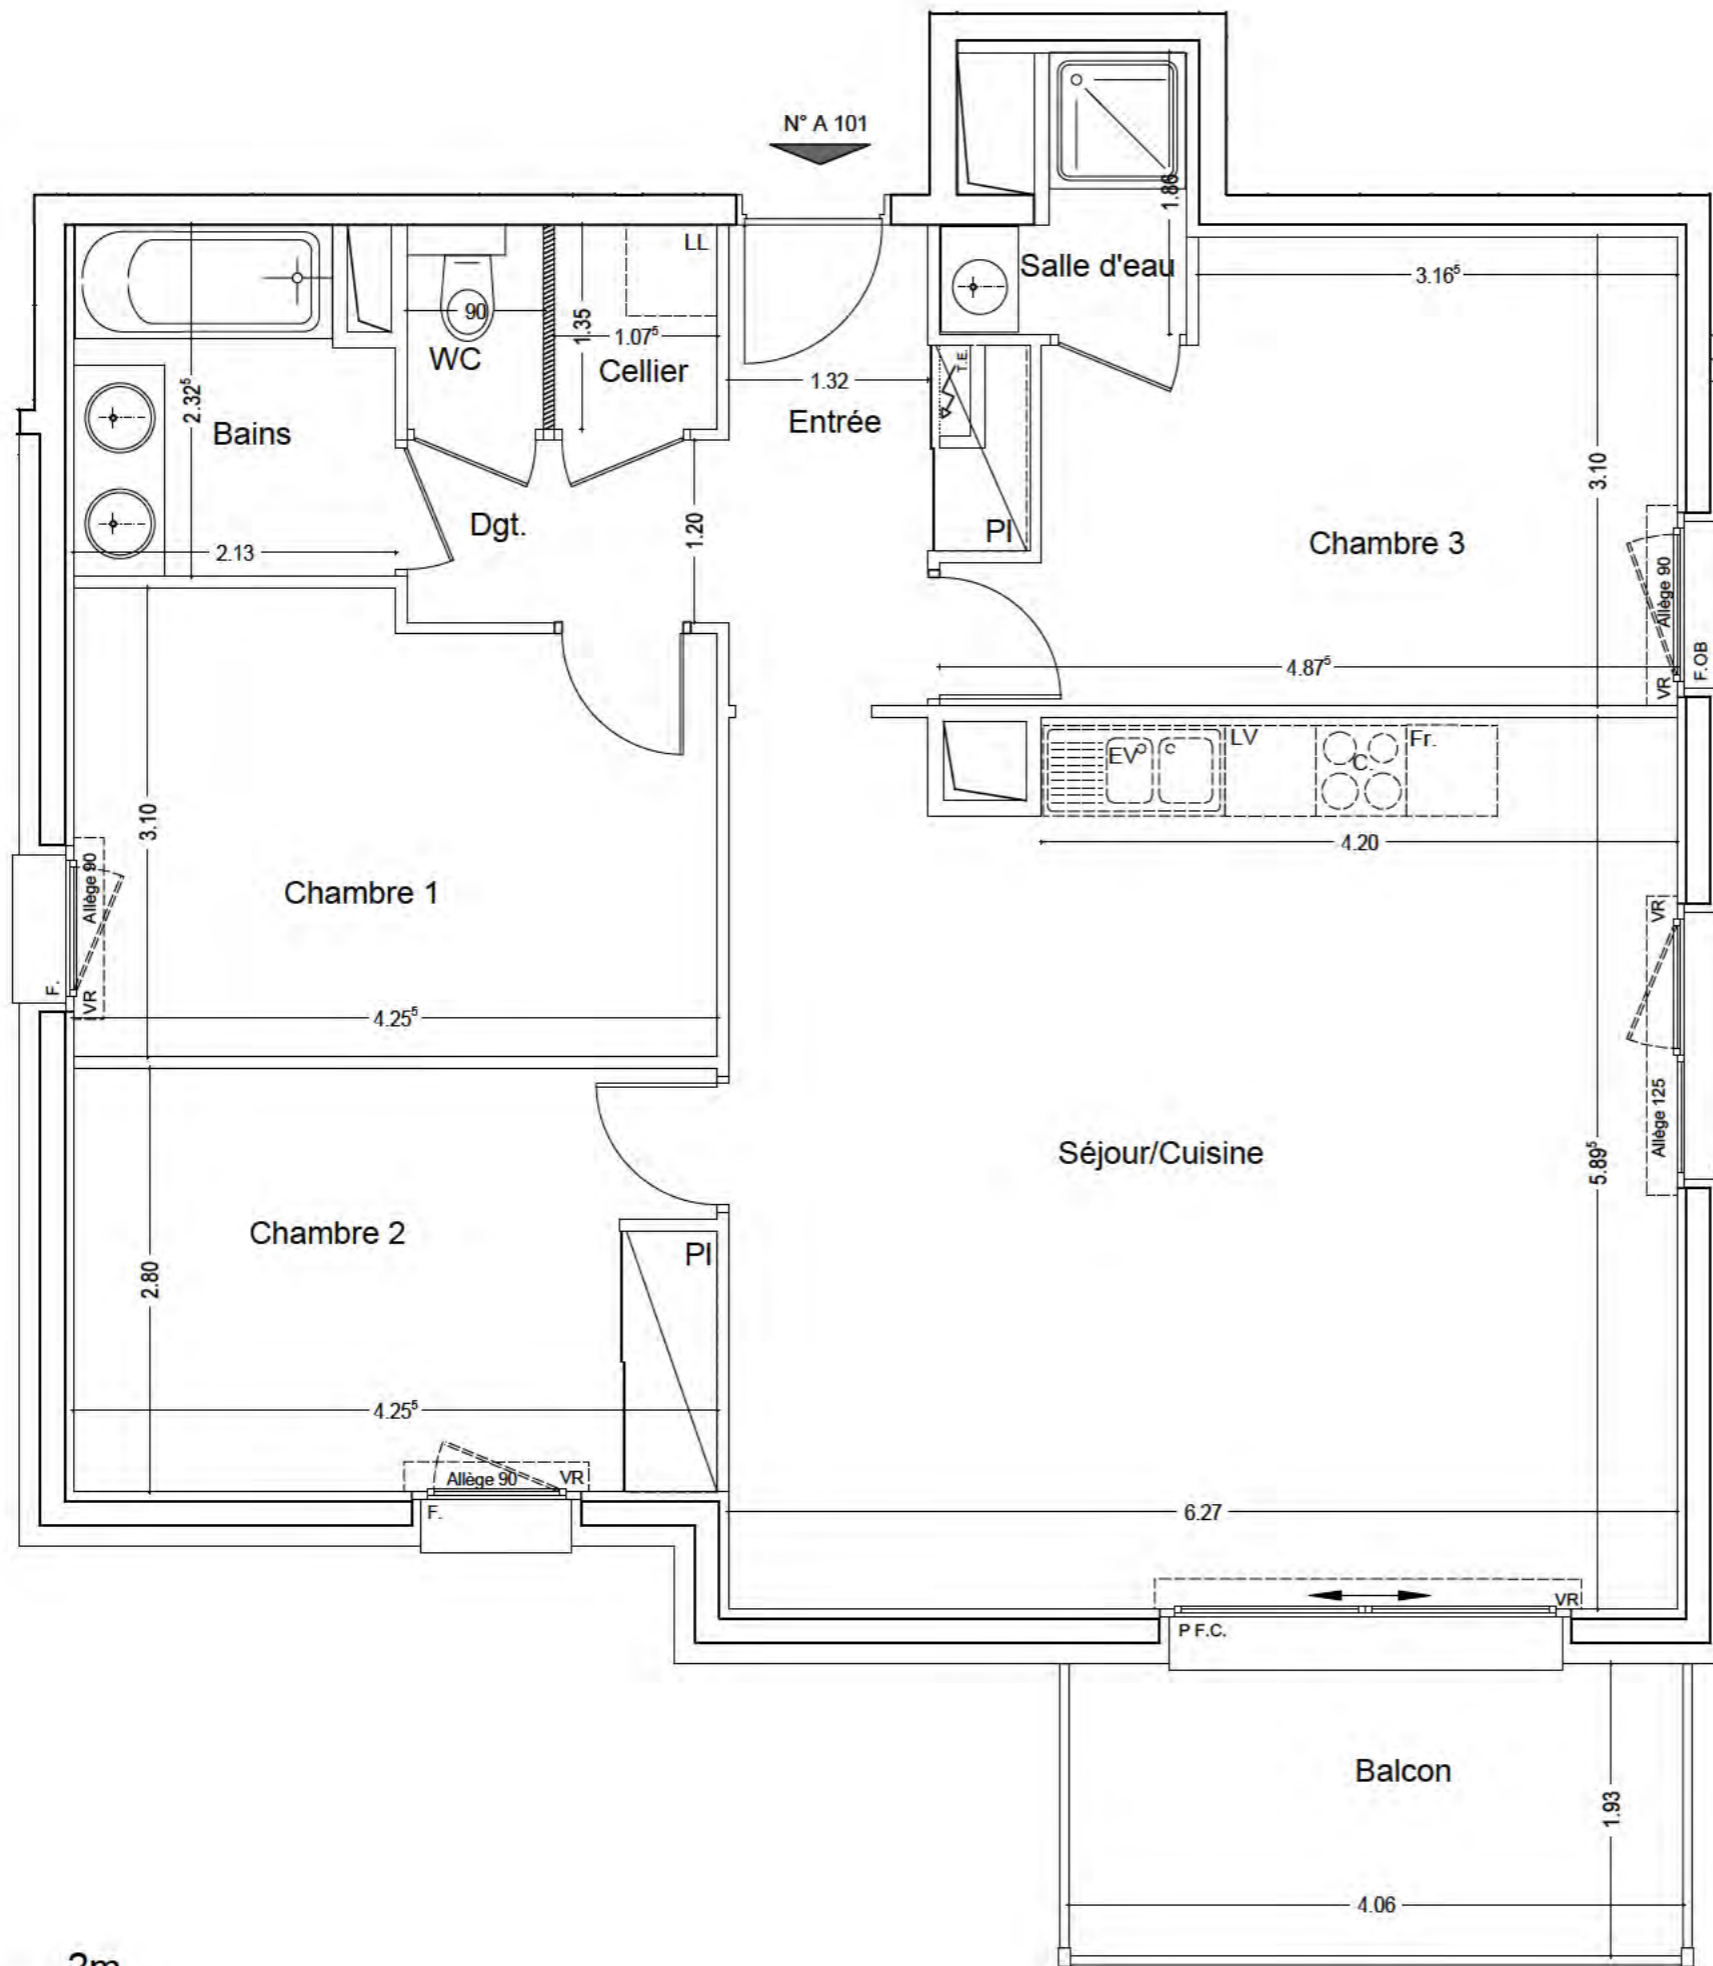 N° A 101
1.86
LL
Salle d'eau
3.16⁵
90
1.35
1.07⁵
WC
Cellier
T.E.
1.32
2.32⁵
Bains
Entrée
3.10
Dgt.
1.20
Pl
Chambre 3
2.13
Allège 90
F.OB
VR
4.87⁵
EV
LV
C.
Fr.
4.20
3.10
Allège 90
Chambre 1
VR
F.
VR
4.25⁵
Allège 125
Séjour/Cuisine
5.89⁵
Chambre 2
Pl
2.80
4.25⁵
Allège 90
VR
F.
6.27
VR
P F.C.
Balcon
1.93
4.06
2m